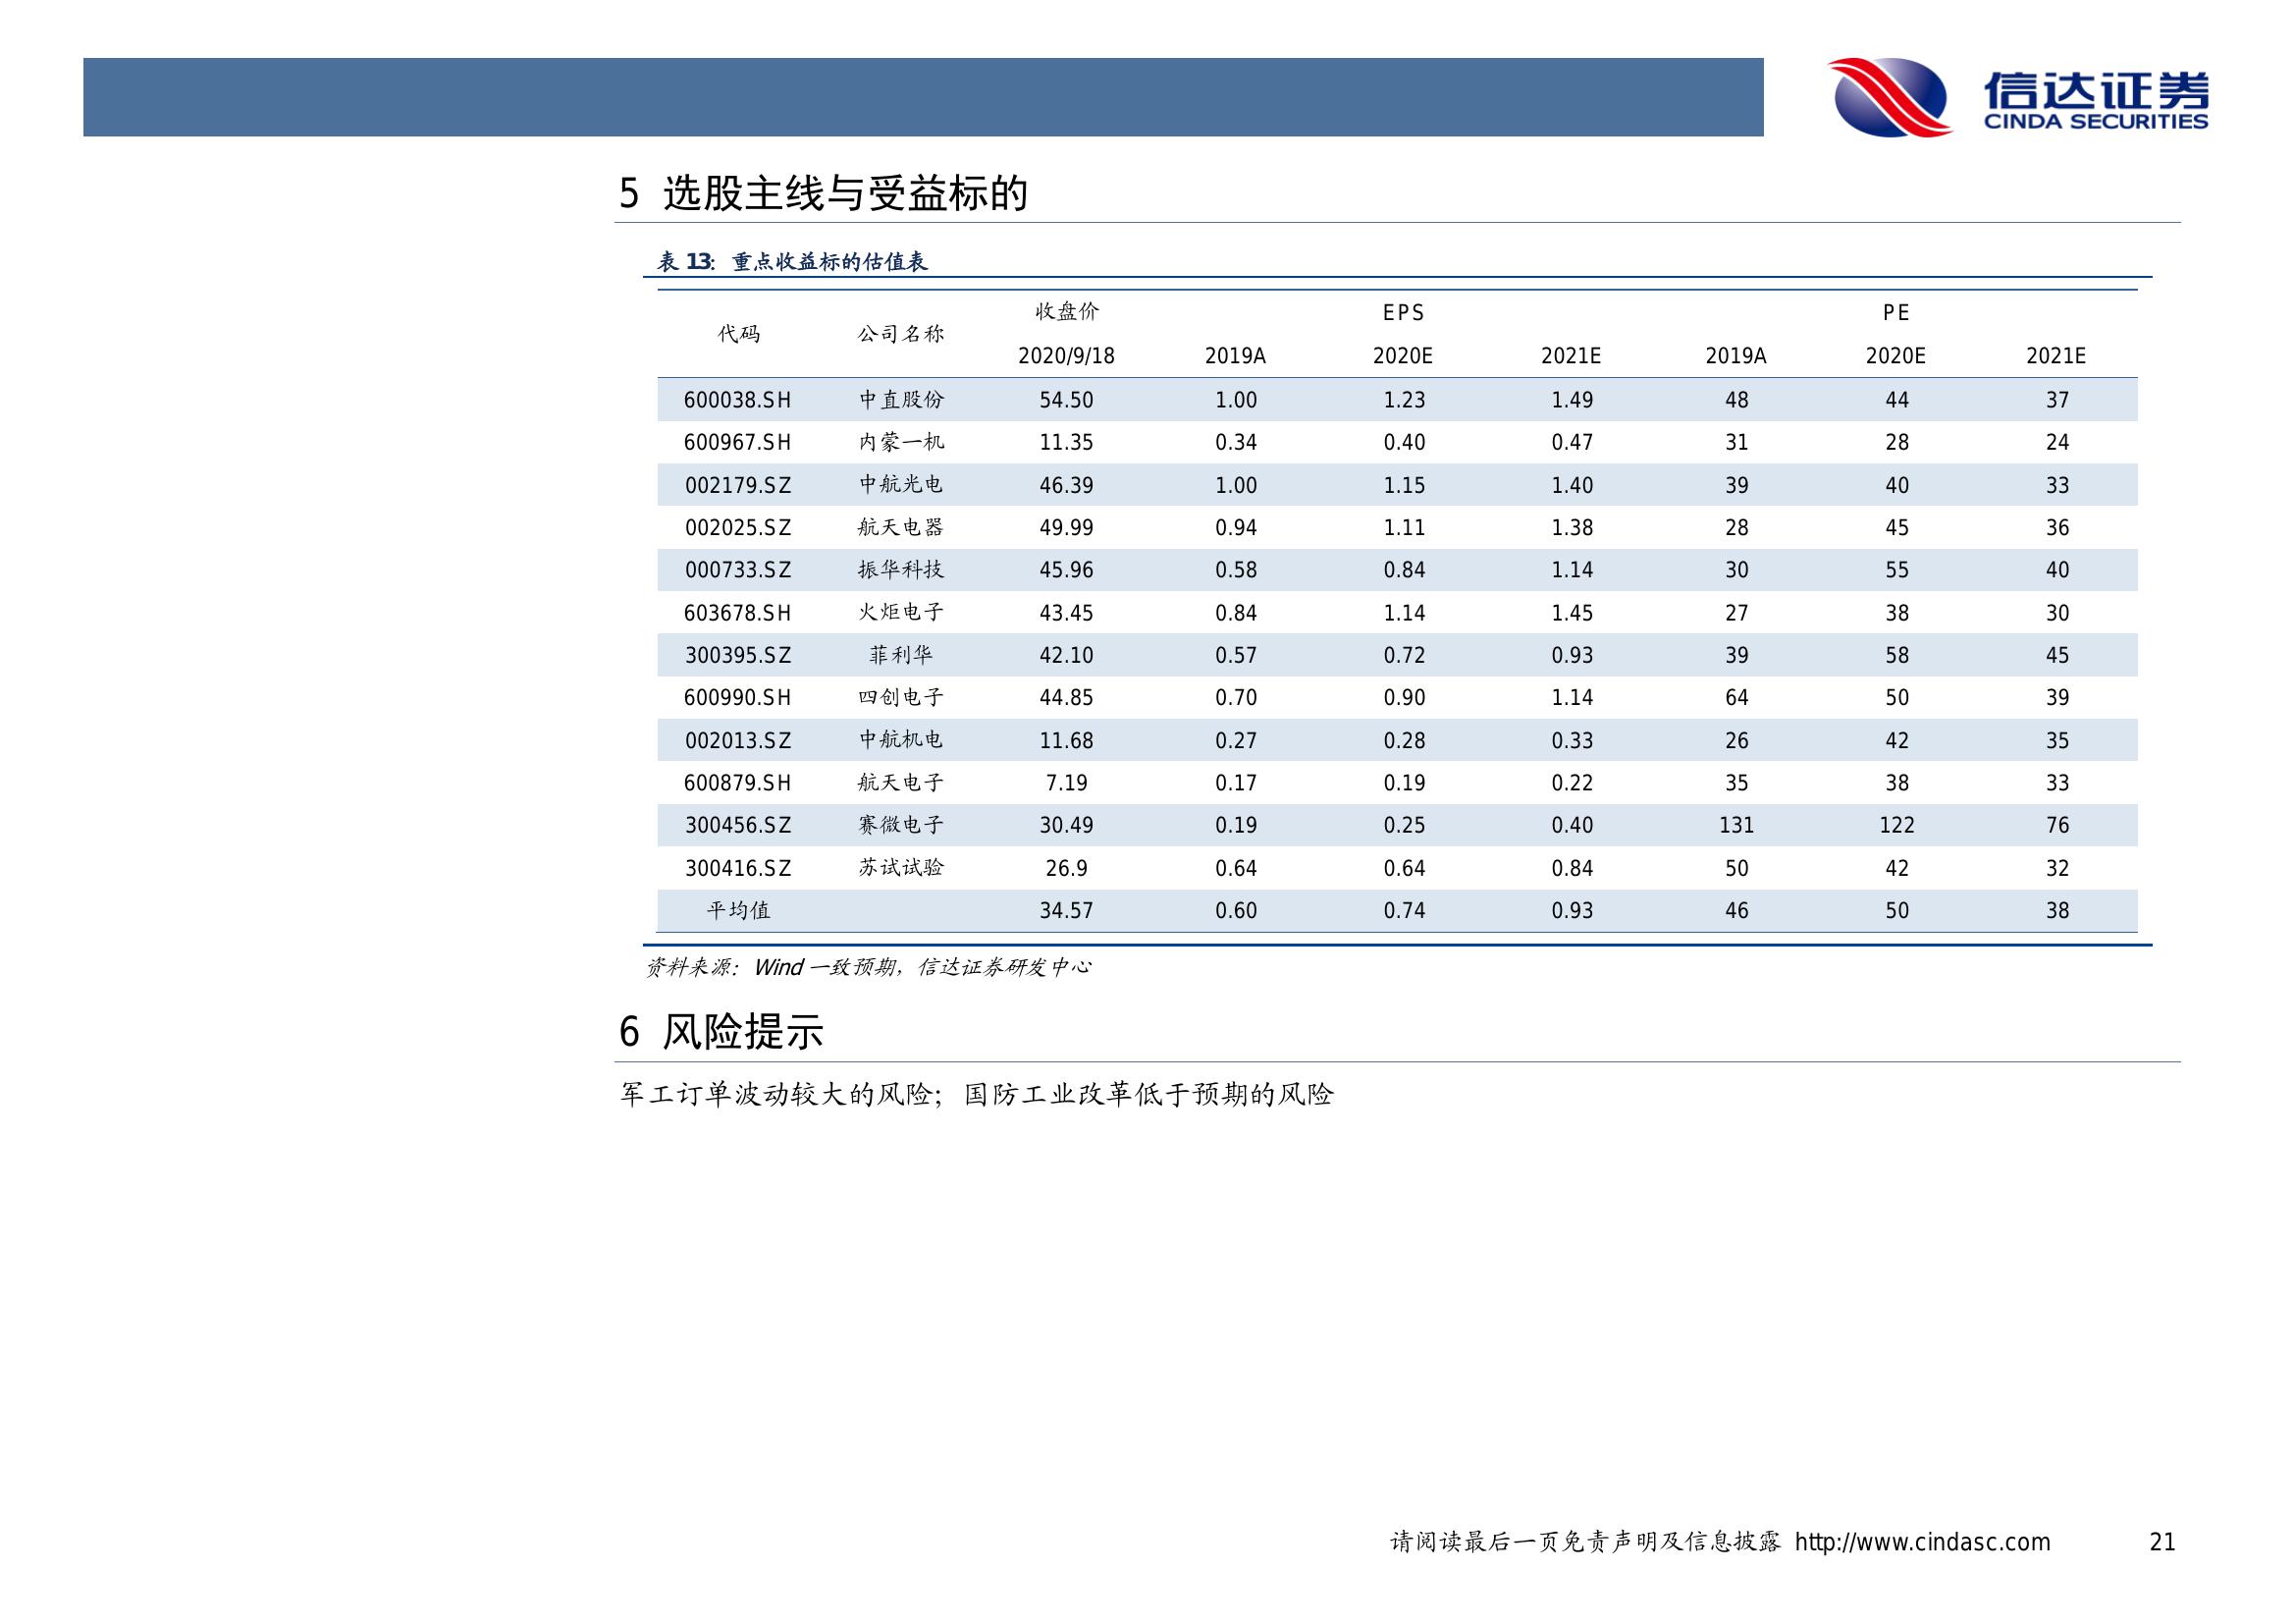 信达证券
CINDA SECURITIES
5 选股主线与受益标的
表 13：重点收益标的估值表
代码 公司名称 收盘价 EPS PE
2020/9/18 2019A 2020E 2021E 2019A 2020E 2021E
600038.SH 中直股份 54.50 1.00 1.23 1.49 48 44 37
600967.SH 内蒙一机 11.35 0.34 0.40 0.47 31 28 24
002179.SZ 中航光电 46.39 1.00 1.15 1.40 39 40 33
002025.SZ 航天电器 49.99 0.94 1.11 1.38 28 45 36
000733.SZ 振华科技 45.96 0.58 0.84 1.14 30 55 40
603678.SH 火炬电子 43.45 0.84 1.14 1.45 27 38 30
300395.SZ 菲利华 42.10 0.57 0.72 0.93 39 58 45
600990.SH 四创电子 44.85 0.70 0.90 1.14 64 50 39
002013.SZ 中航机电 11.68 0.27 0.28 0.33 26 42 35
600879.SH 航天电子 7.19 0.17 0.19 0.22 35 38 33
300456.SZ 赛微电子 30.49 0.19 0.25 0.40 131 122 76
300416.SZ 苏试试验 26.9 0.64 0.64 0.84 50 42 32
平均值 34.57 0.60 0.74 0.93 46 50 38
资料来源：Wind 一致预期，信达证券研发中心
6 风险提示
军工订单波动较大的风险；国防工业改革低于预期的风险
请阅读最后一页免责声明及信息披露 http://www.cindasc.com 21